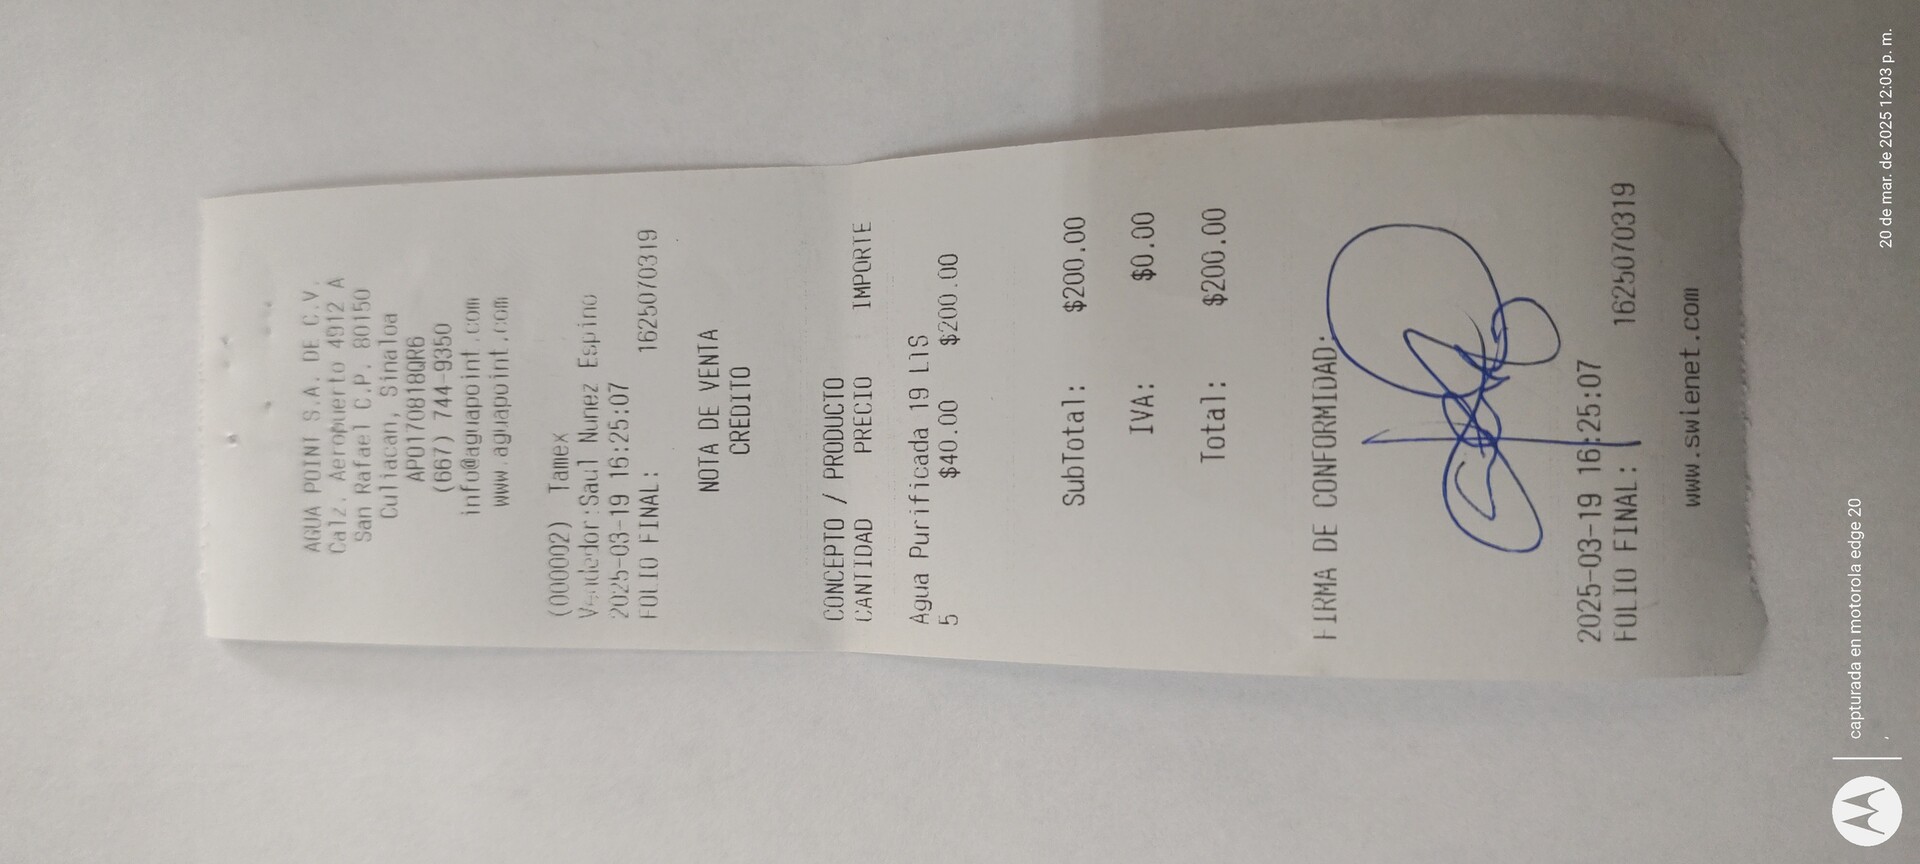 AGUA POINT S.A. DE C.V.
Calz. Aeropuerto 4912 A
San Rafael C.P. 80150
Culiacan, Sinaloa
APO170818QR6
(667) 744-9350
info@aguapoint.com
www.aguapoint.com
(000002) Tamex
Vendedor:Saul Nunez Espino
2025-03-19 16:25:07
FOLIO FINAL: 1625070319
NOTA DE VENTA
CREDITO
CONCEPTO / PRODUCTO
CANTIDAD PRECIO IMPORTE
Agua Purificada 19 LTS
5 $40.00 $200.00
SubTotal: $200.00
IVA: $0.00
Total: $200.00
FIRMA DE CONFORMIDAD:
2025-03-19 16:25:07
FOLIO FINAL: 1625070319
www.swienet.com
capturada en motorola edge 20
20 de mar. de 2025 12:03 p. m.